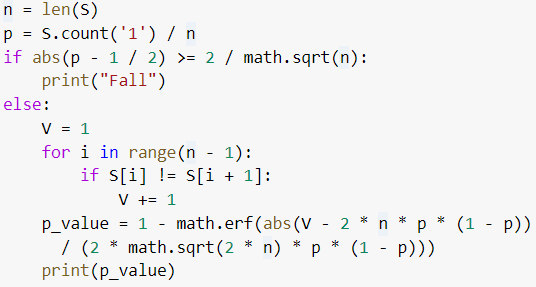 n = len(S)
p = S.count('1') / n
if abs(p - 1 / 2) >= 2 / math.sqrt(n):
    print("Fall")
else:
    V = 1
    for i in range(n - 1):
        if S[i] != S[i + 1]:
            V += 1
    p_value = 1 - math.erf(abs(V - 2 * n * p * (1 - p))
      / (2 * math.sqrt(2 * n) * p * (1 - p)))
    print(p_value)